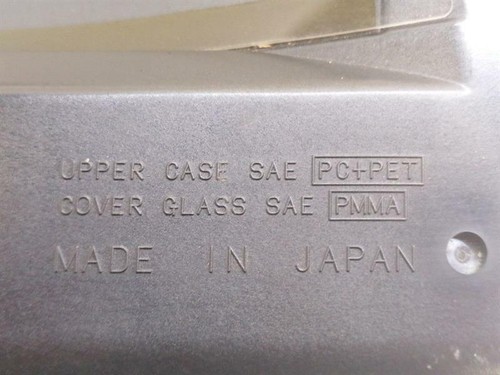 UPPER CASE SAE PC+PET
COVER GLASS SAE PMMA
MADE IN JAPAN